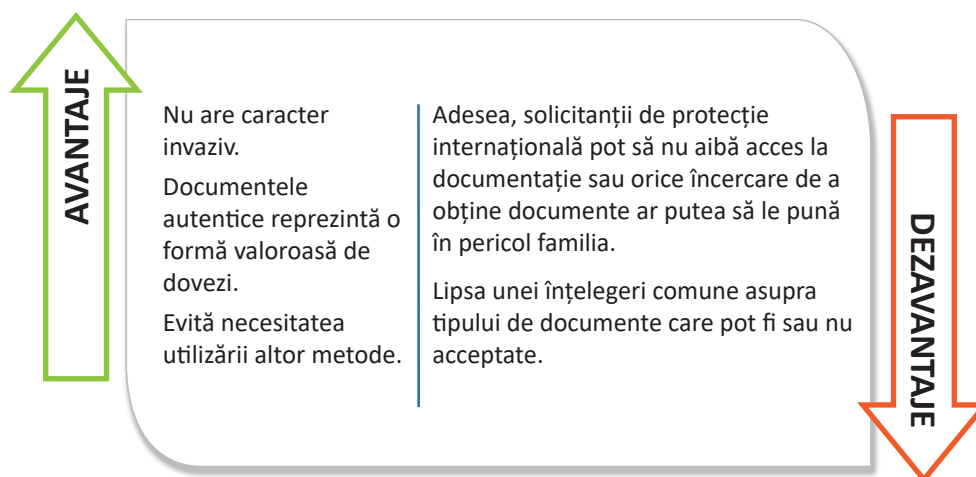 AVANTAJE
Nu are caracter
invaziv.
Documentele
autentice reprezintă o
formă valoroasă de
dovezi.
Evită necesitatea
utilizării altor metode.
Adesea, solicitanții de protecție
internațională pot să nu aibă acces la
documentație sau orice încercare de a
obține documente ar putea să le pună
în pericol familia.
Lipsa unei înțelegeri comune asupra
tipului de documente care pot fi sau nu
acceptate.
DEZAVANTAJE